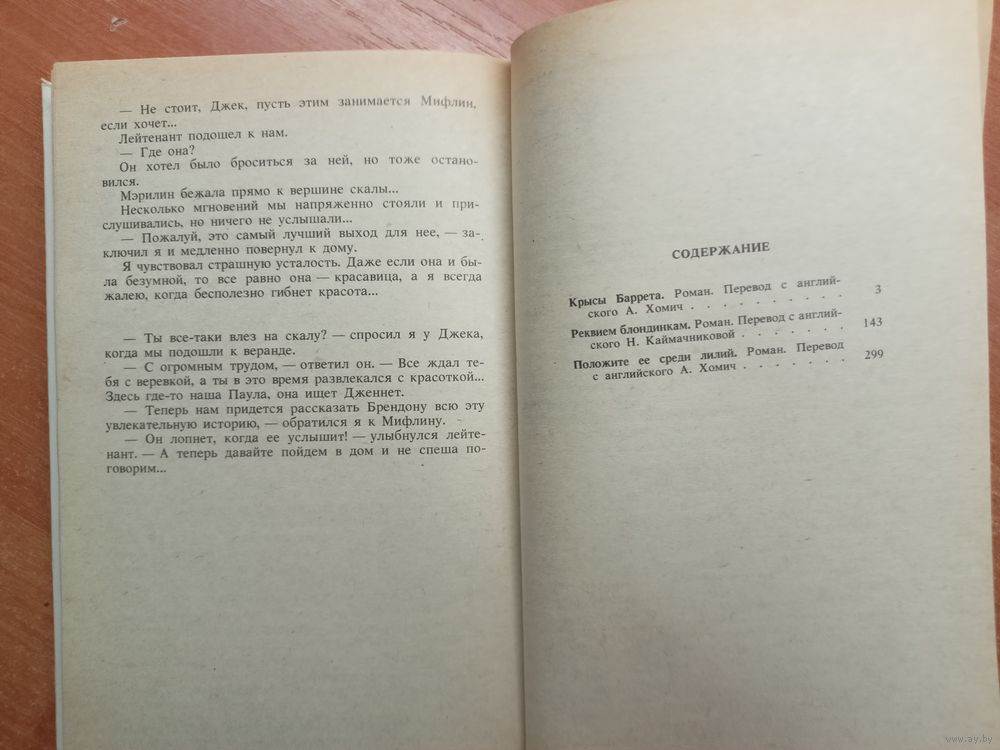 — Не стоит, Джек, пусть этим занимается Мифлин,
если хочет...
Лейтенант подошел к нам.
— Где она?
Он хотел было броситься за ней, но тоже остано-
вился.
Мэрилин бежала прямо к вершине скалы...
Несколько мгновений мы напряженно стояли и при-
слушивались, но ничего не услышали...
— Пожалуй, это самый лучший выход для нее, — за-
ключил я и медленно повернул к дому.
Я чувствовал страшную усталость. Даже если она и бы-
ла безумной, то все равно она — красавица, а я всегда
жалею, когда бесполезно гибнет красота...
— Ты все-таки влез на скалу? — спросил я у Джека,
когда мы подошли к веранде.
— С огромным трудом, — ответил он. — Все ждал те-
бя с веревкой, а ты в это время развлекался с красоткой...
Здесь где-то наша Паула, она ищет Дженнет.
— Теперь нам придется рассказать Брендону всю эту
увлекательную историю, — обратился я к Мифлину.
— Он лопнет, когда ее услышит! — улыбнулся лейте-
нант. — А теперь давайте пойдем в дом и не спеша по-
говорим...
СОДЕРЖАНИЕ
Крысы Баррета. Роман. Перевод с англий-
ского А. Хомич . . . . . . . . . 3
Реквием блондинкам. Роман. Перевод с англий-
ского Н. Каймачниковой . . . . . . . 143
Положите ее среди лилий. Роман. Перевод
с английского А. Хомич . . . . . . 299
www.ay.by